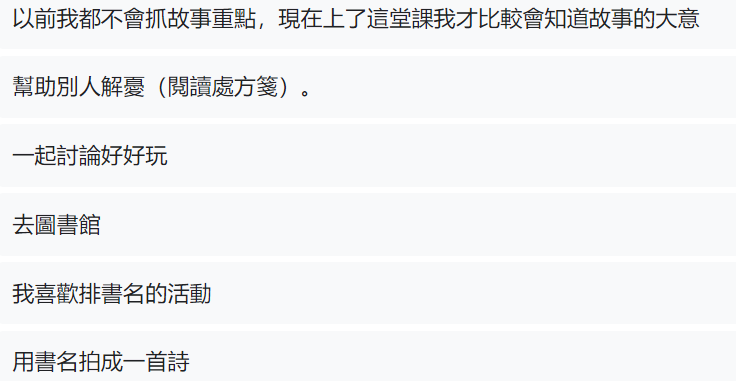 以前我都不會抓故事重點，現在上了這堂課我才比較會知道故事的大意
幫助別人解憂（閱讀處方箋）。
一起討論好好玩
去圖書館
我喜歡排書名的活動
用書名拍成一首詩